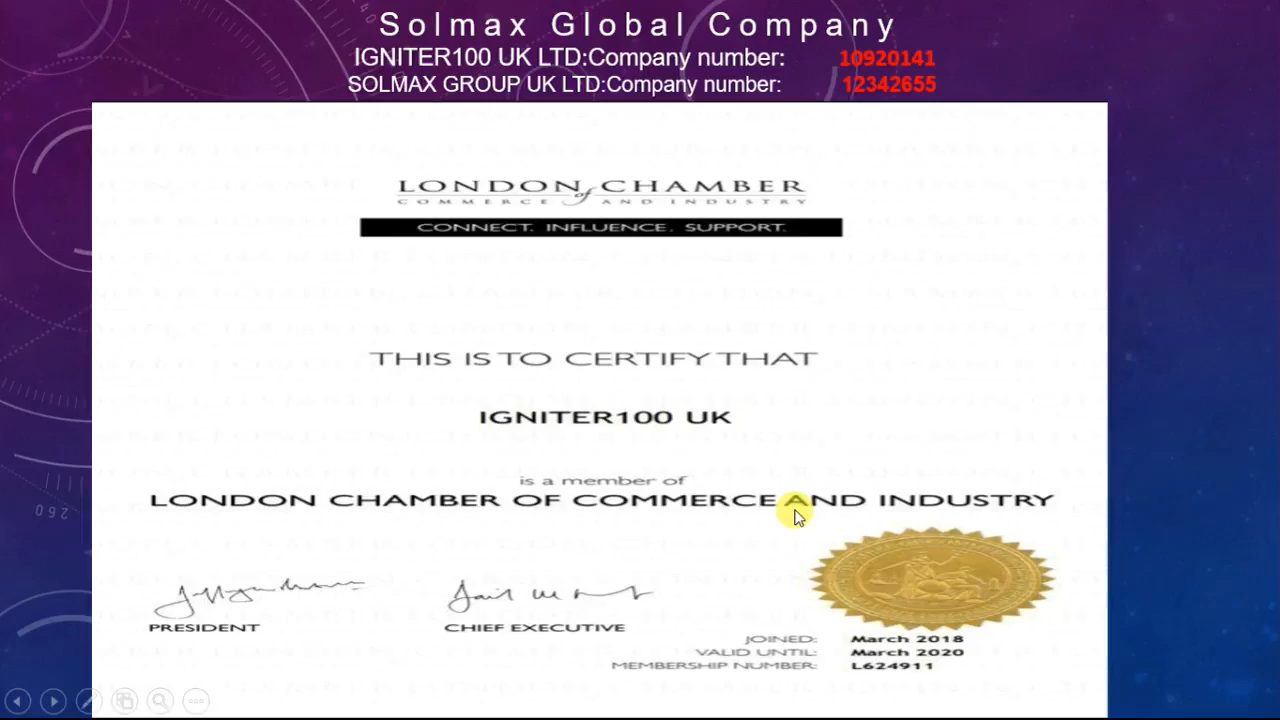 Solmax Global Company
IGNITER100 UK LTD:Company number: 10920141
SOLMAX GROUP UK LTD:Company number: 12342655
LONDON CHAMBER
of
COMMERCE AND INDUSTRY
CONNECT. INFLUENCE. SUPPORT.
THIS IS TO CERTIFY THAT
IGNITER100 UK
is a member of
LONDON CHAMBER OF COMMERCE AND INDUSTRY
PRESIDENT
CHIEF EXECUTIVE
JOINED: March 2018
VALID UNTIL: March 2020
MEMBERSHIP NUMBER: L624911
260